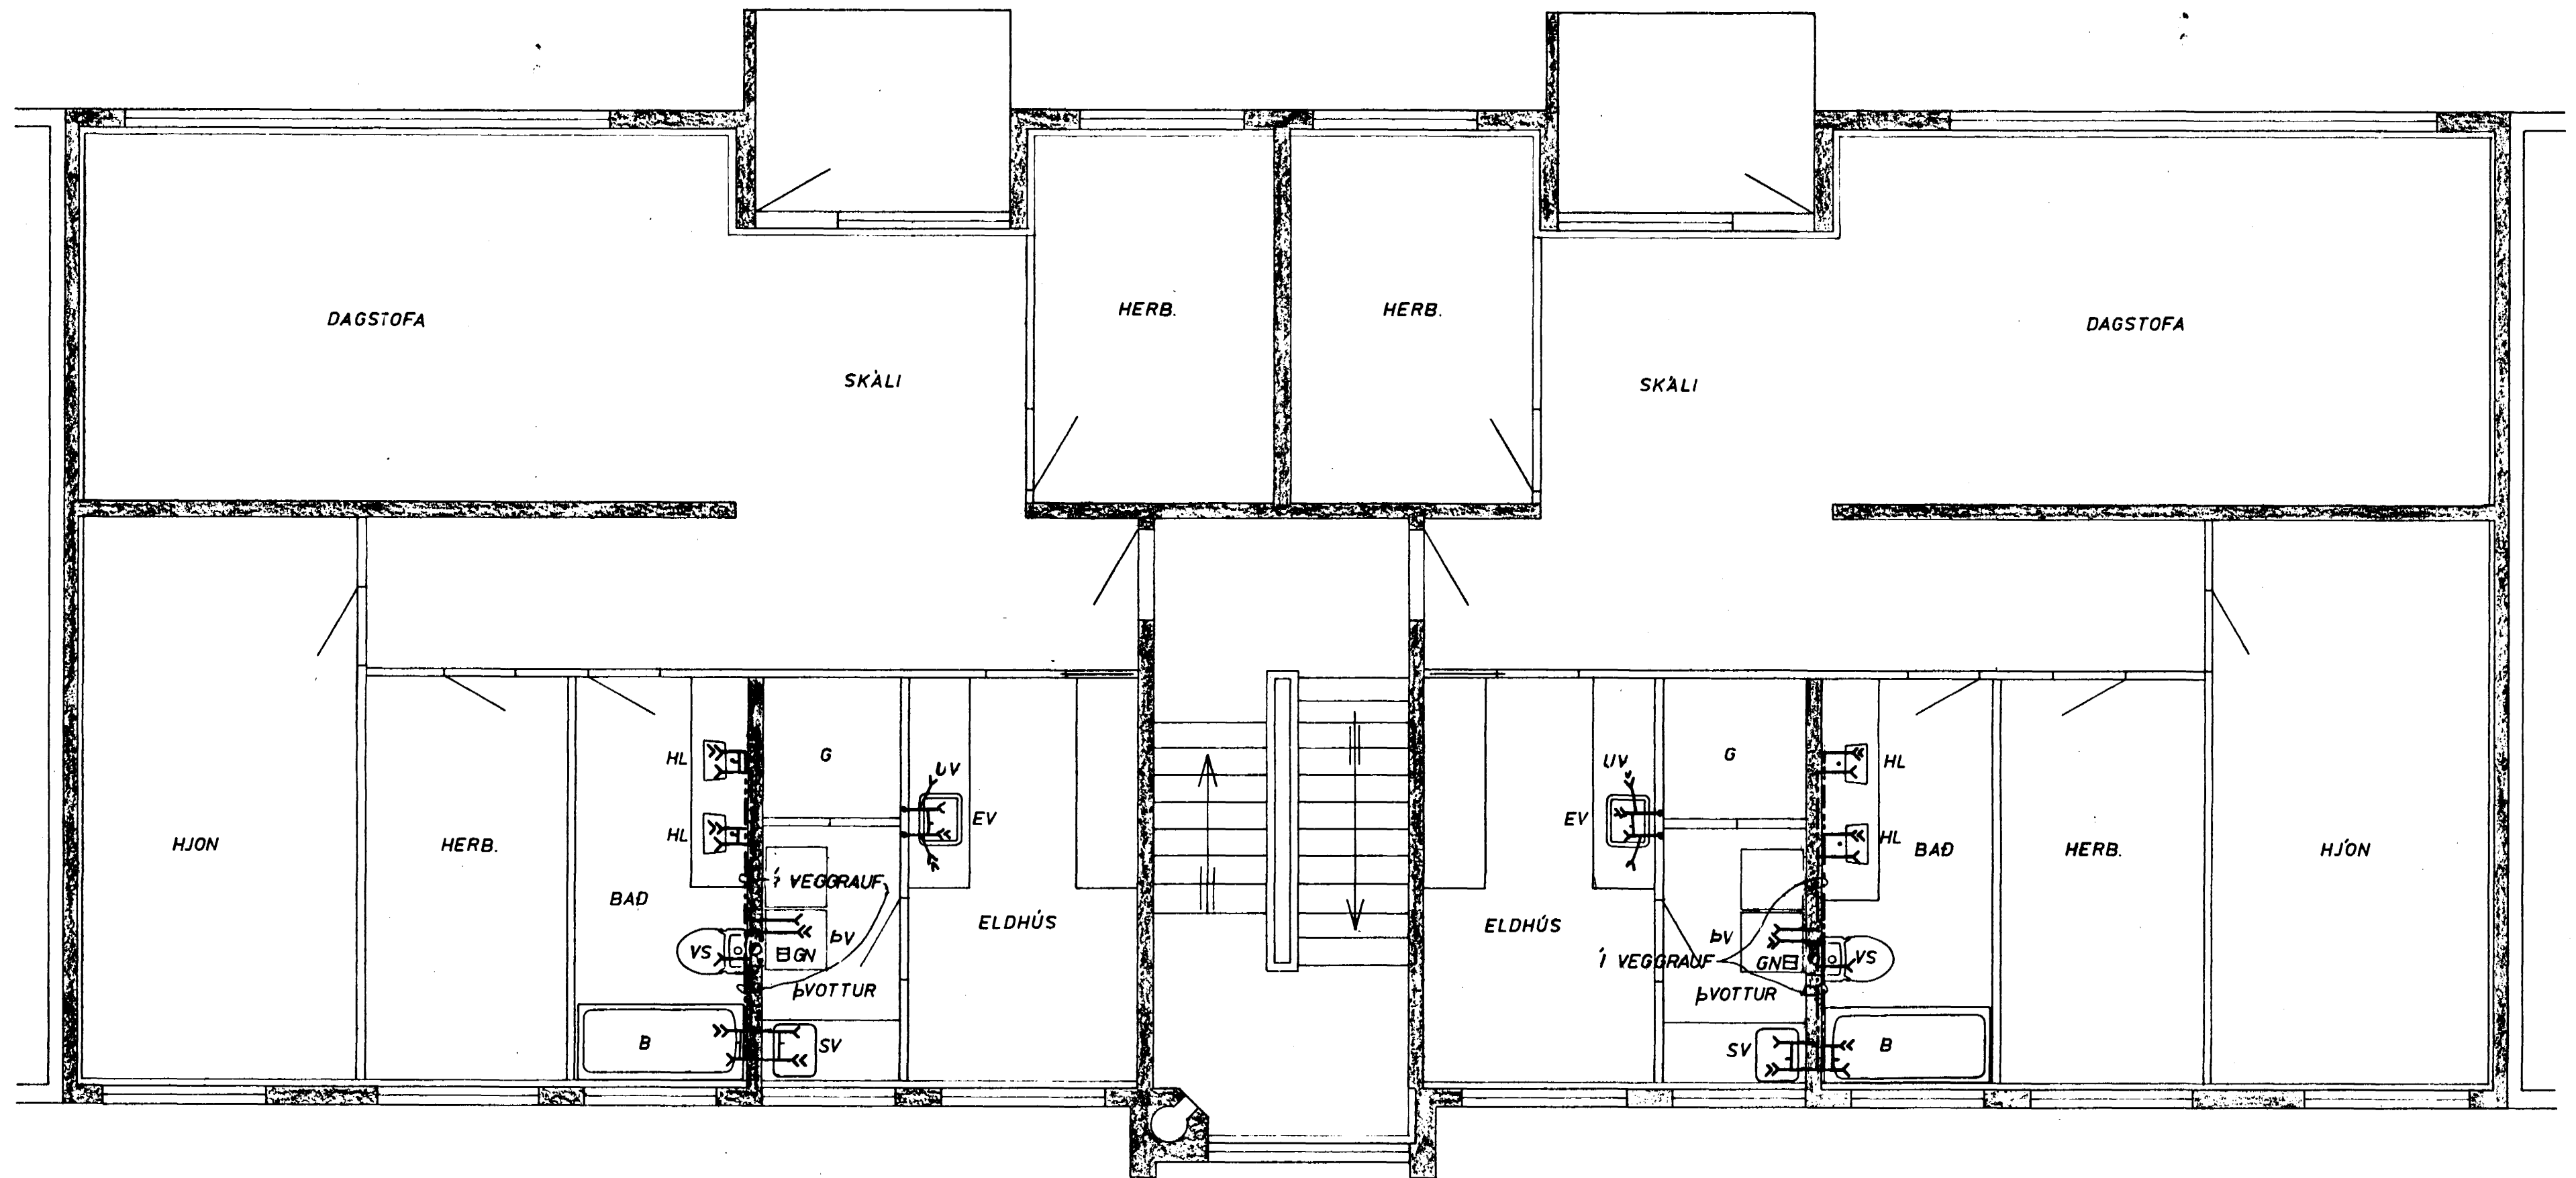 HERB.
HERB.
DAGSTOFA
DAGSTOFA
SKÁLI
SKÁLI
HL
G
UV
UV
G
HL
EV
EV
HL
HL
HJON
HERB.
BAÐ
HERB.
HJÓN
Í VEGGRAUF
BAÐ
ELDHÚS
ELDHÚS
ÞV
ÞV
VS
GN
Í VEGGRAUF
GN
VS
ÞVOTTUR
ÞVOTTUR
B
SV
SV
B